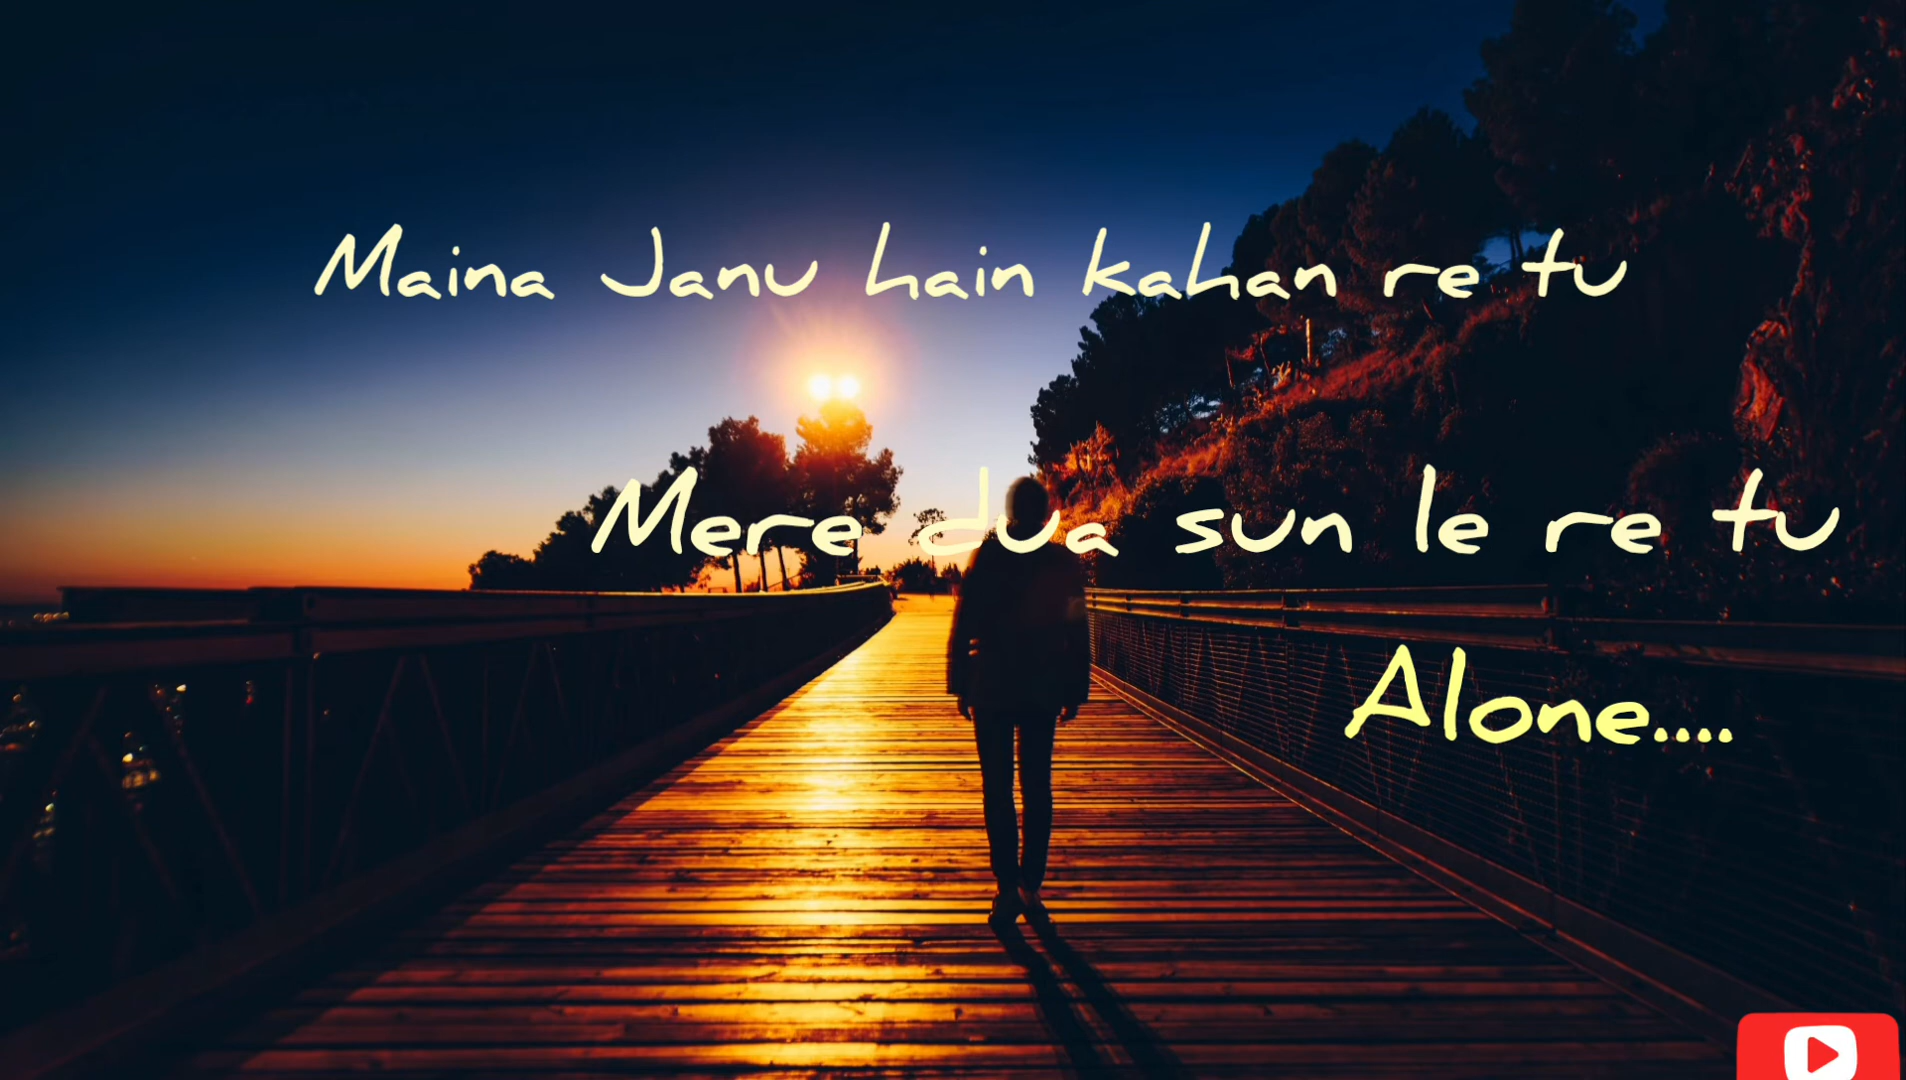 Maina Janu hain kahan re tu
Mere dua sun le re tu
Alone....